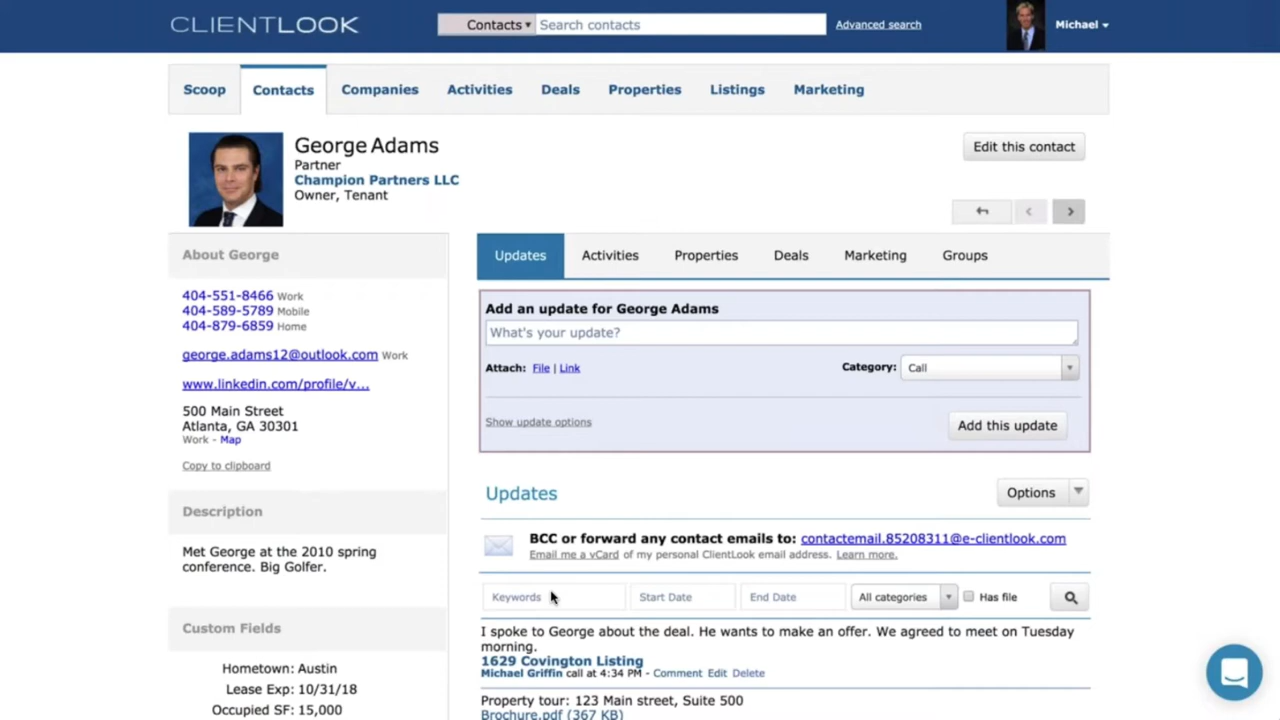 CLIENTLOOK
Contacts
Search contacts
Advanced search
Michael
Scoop
Contacts
Companies
Activities
Deals
Properties
Listings
Marketing
George Adams
Partner
Champion Partners LLC
Owner, Tenant
Edit this contact
About George
404-551-8466 Work
404-589-5789 Mobile
404-879-6859 Home
george.adams12@outlook.com Work
www.linkedin.com/profile/v...
500 Main Street
Atlanta, GA 30301
Work - Map
Copy to clipboard
Description
Met George at the 2010 spring
conference. Big Golfer.
Custom Fields
Hometown: Austin
Lease Exp: 10/31/18
Occupied SF: 15,000
Updates
Activities
Properties
Deals
Marketing
Groups
Add an update for George Adams
What's your update?
Attach: File | Link
Category: Call
Show update options
Add this update
Updates
Options
BCC or forward any contact emails to: contactemail.85208311@e-clientlook.com
Email me a vCard of my personal ClientLook email address. Learn more.
Keywords
Start Date
End Date
All categories
Has file
I spoke to George about the deal. He wants to make an offer. We agreed to meet on Tuesday
morning.
1629 Covington Listing
Michael Griffin call at 4:34 PM - Comment Edit Delete
Property tour: 123 Main street, Suite 500
Brochure.pdf (367 KB)